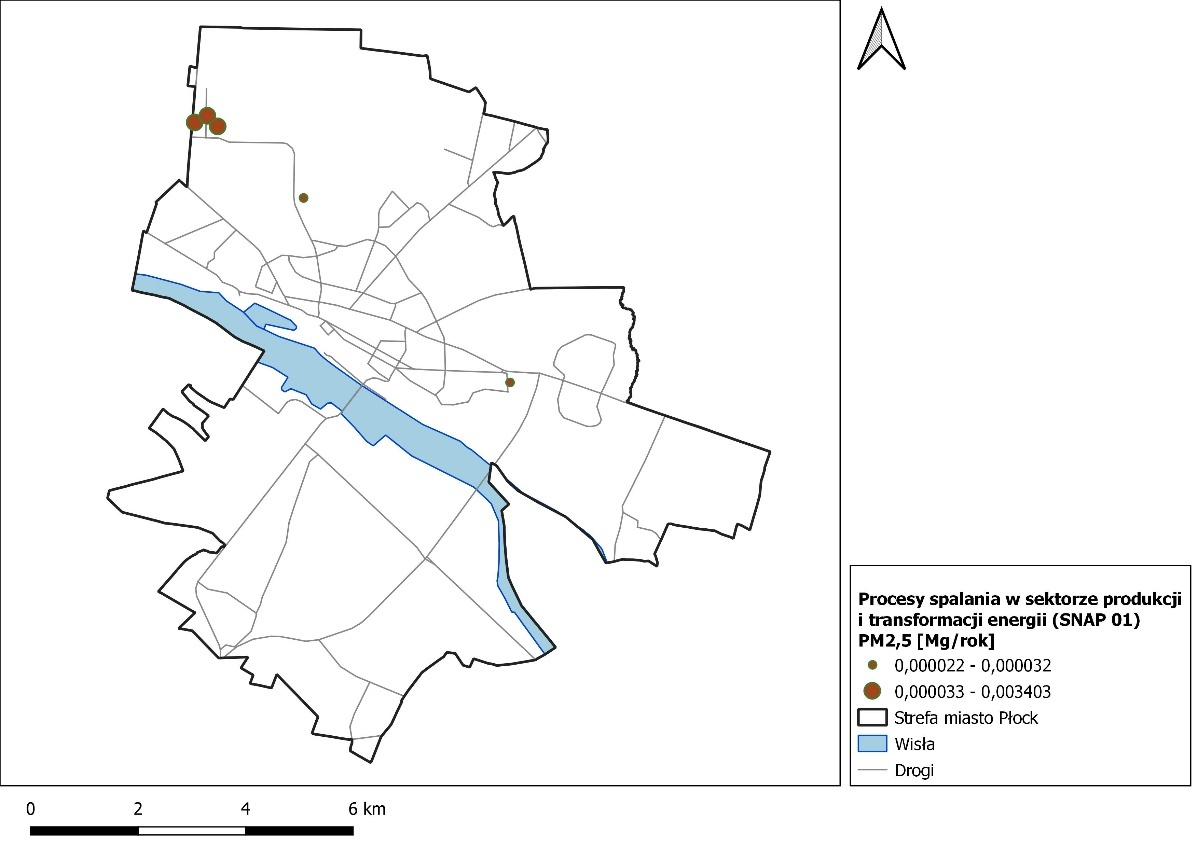 Procesy spalania w sektorze produkcji
i transformacji energii (SNAP 01)
PM2,5 [Mg/rok]
0,000022 - 0,000032
0,000033 - 0,003403
Strefa miasto Płock
Wisła
Drogi
0 2 4 6 km